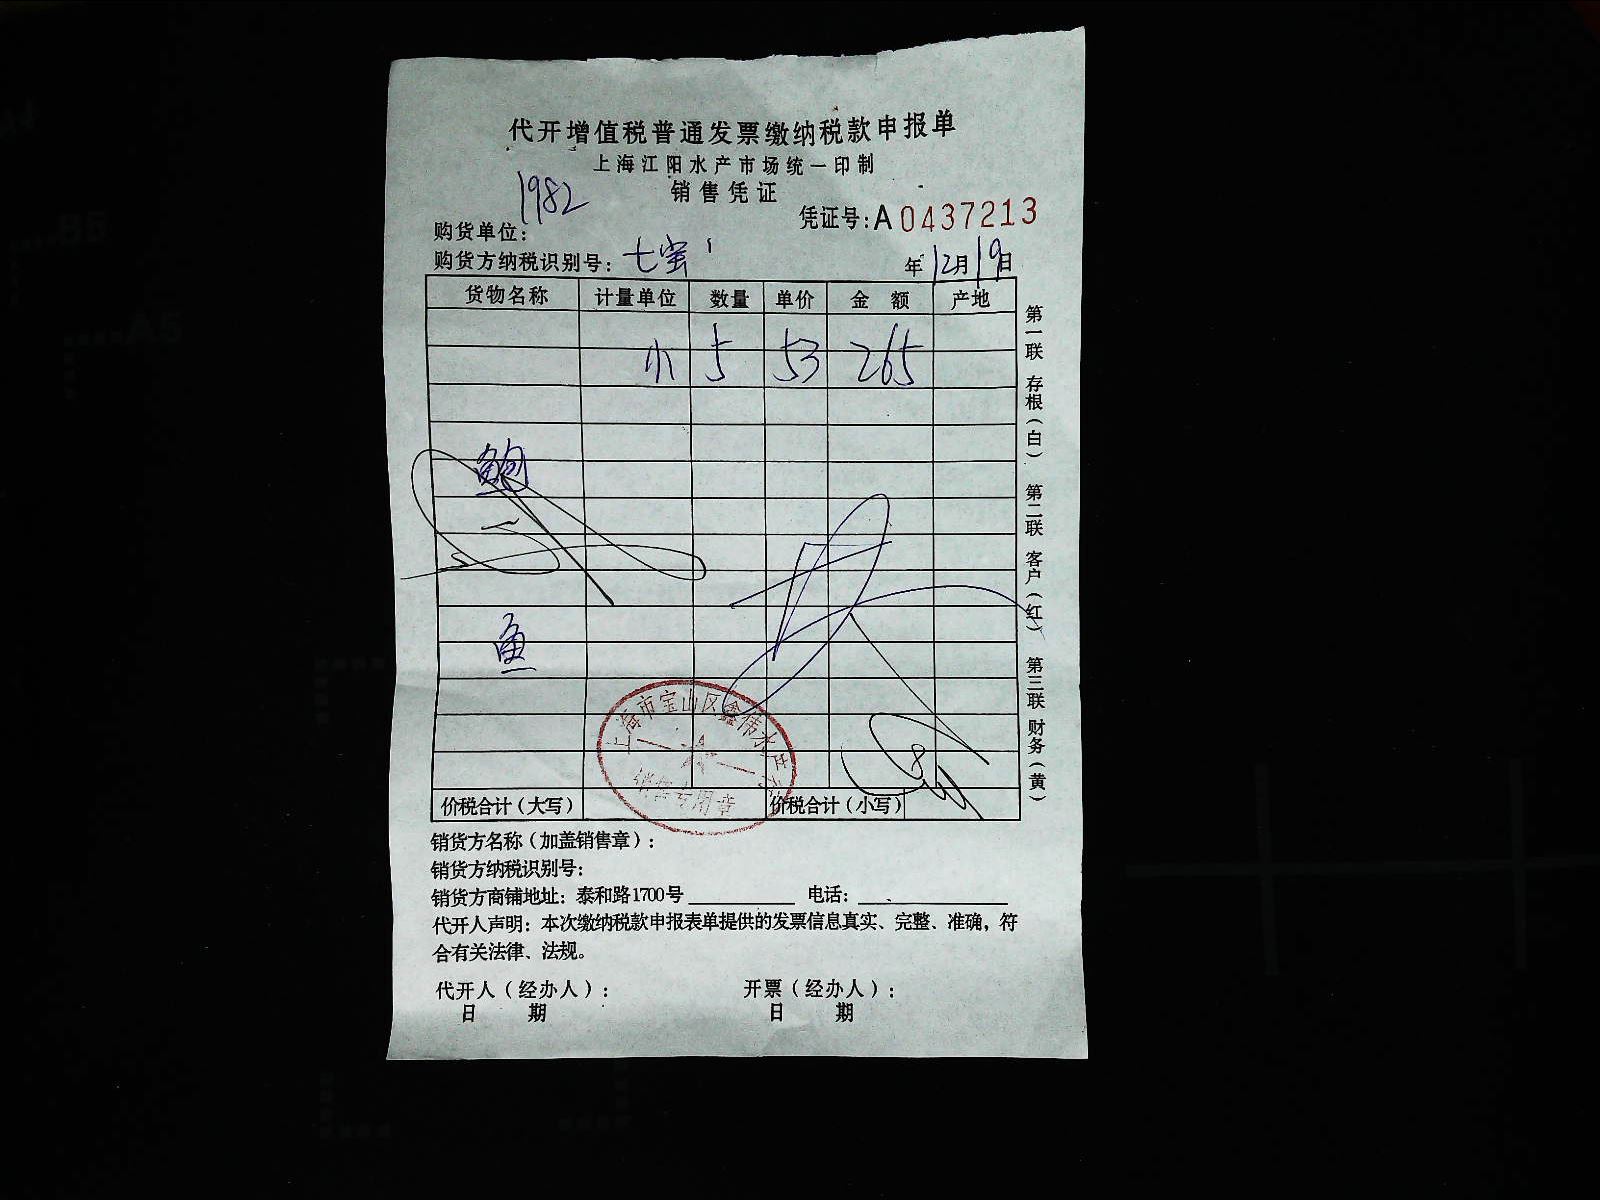 代开增值税普通发票缴纳税款申报单
上海江阳水产市场统一印制
1982
销售凭证
凭证号:A0437213
购货单位:
购货方纳税识别号: 七宝
年12月19日
货物名称 计量单位 数量 单价 金 额 产地
小 5 53 265
鲍
鱼
价税合计(大写) 价税合计(小写)
上海市宝山区鑫伟水产
销售专用章
第一联 存根(白) 第二联 客户(红) 第三联 财务(黄)
销货方名称(加盖销售章):
销货方纳税识别号:
销货方商铺地址: 泰和路1700号 电话:
代开人声明: 本次缴纳税款申报表单提供的发票信息真实、完整、准确, 符
合有关法律、法规。
代开人(经办人): 开票(经办人):
日 期 日 期